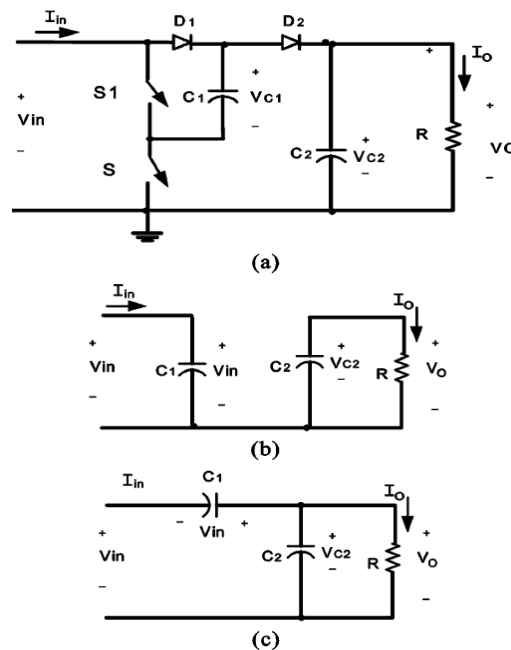 Iin D1 D2
S1 + C1 VC1 − + IO
+ Vin − + VC2 − C2 R + VO −
S
(a)
Iin IO
+ Vin − C1 + Vin − C2 + VC2 − R + VO −
(b)
C1
Iin IO
− Vin +
+ Vin − C2 + VC2 − R + VO −
(c)